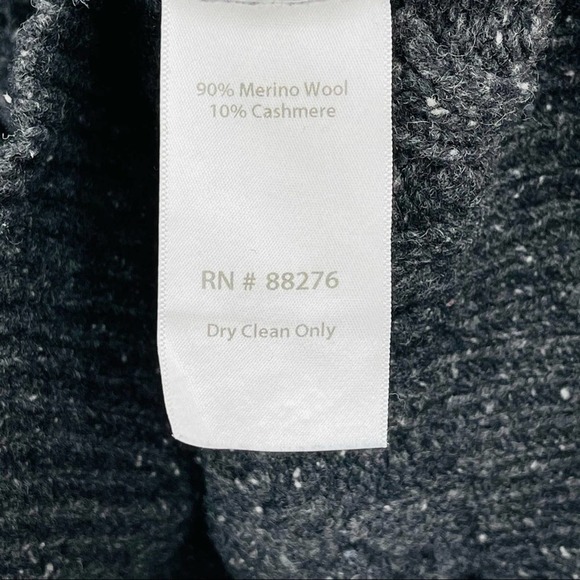 90% Merino Wool
10% Cashmere
RN # 88276
Dry Clean Only